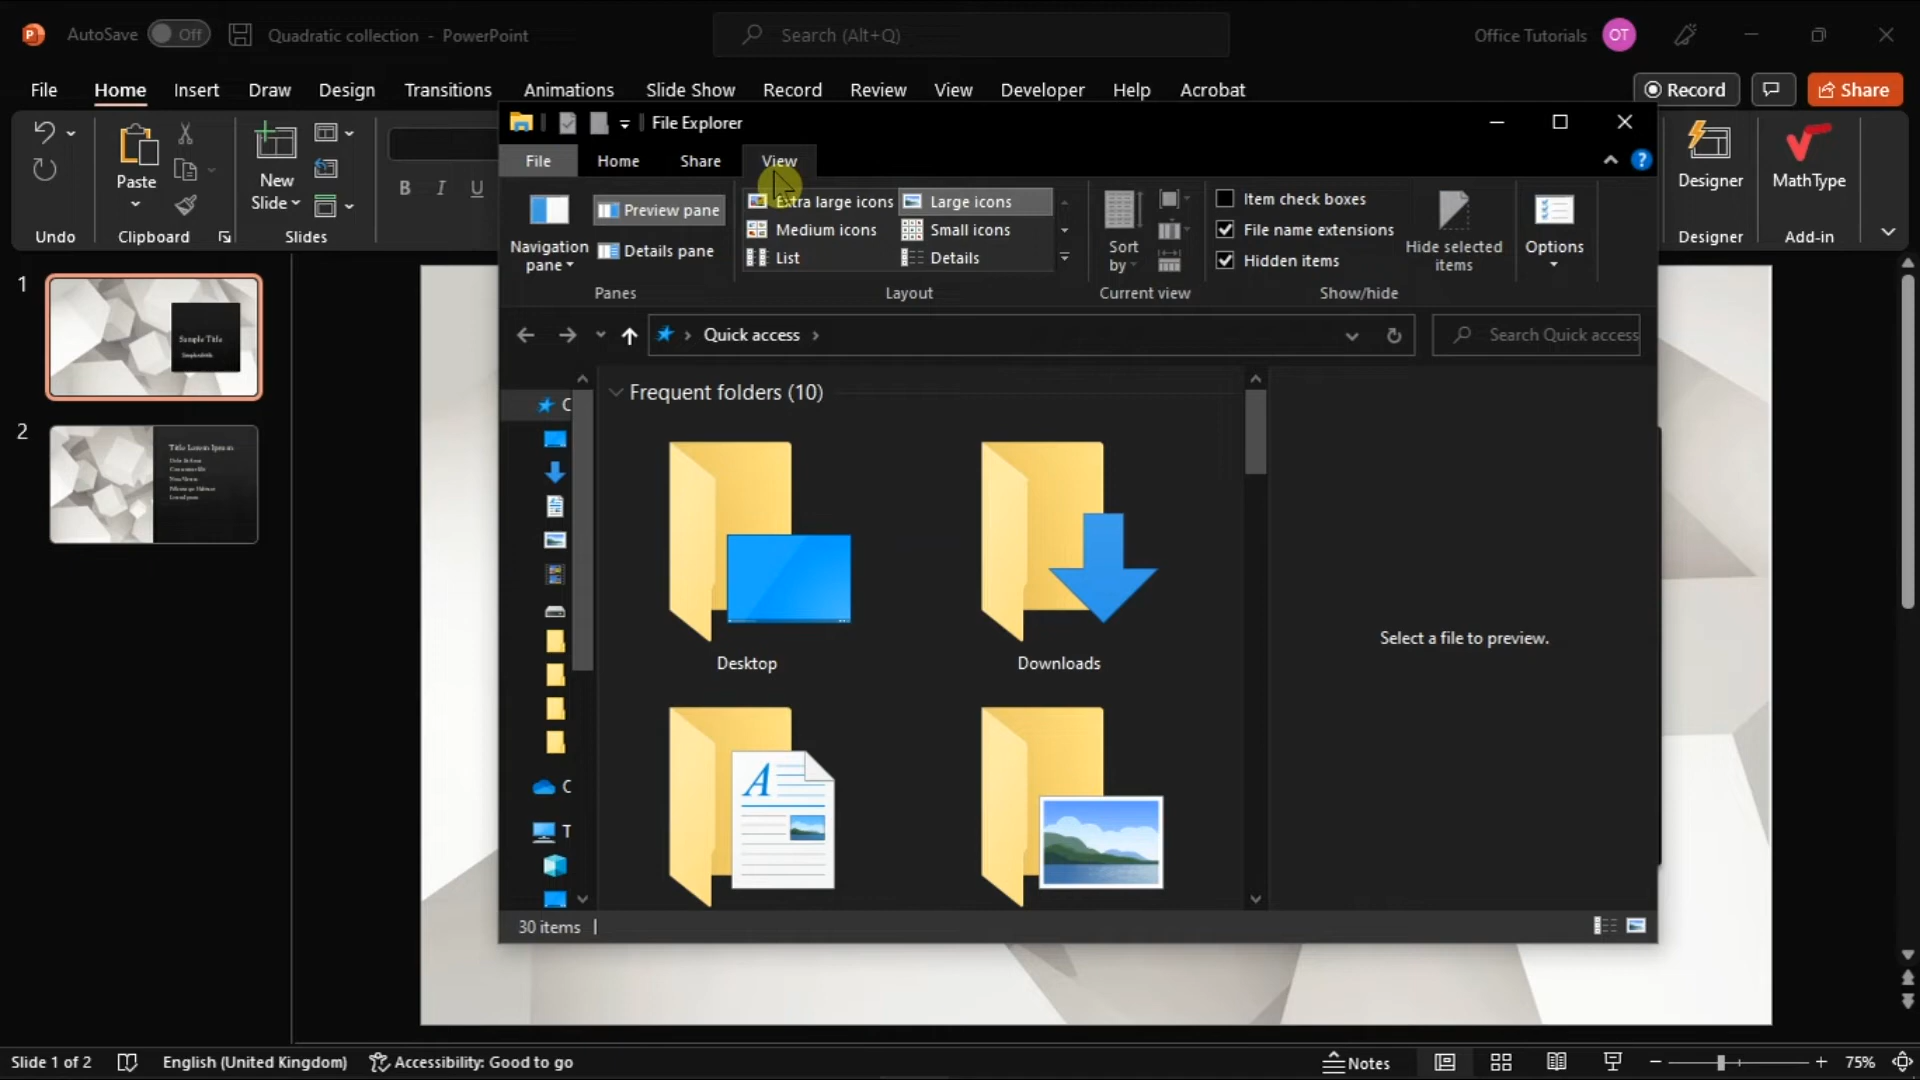 AutoSave Off Quadratic collection - PowerPoint Search (Alt+Q) Office Tutorials OT
File Home Insert Draw Design Transitions Animations Slide Show Record Review View Developer Help Acrobat Record Share
Paste
New
Slide
B I U
Undo Clipboard Slides
Designer
MathType
Designer Add-in
File Explorer
File Home Share View
Navigation
pane
Preview pane
Details pane
Panes
Extra large icons Large icons
Medium icons Small icons
List Details
Layout
Sort
by
Current view
Item check boxes
File name extensions
Hidden items
Hide selected
items
Show/hide
Options
Quick access Search Quick access
Frequent folders (10)
Desktop Downloads
Select a file to preview.
C
C
T
30 items
1
Sample Title
2
Title Lorem Ipsum
Slide 1 of 2 English (United Kingdom) Accessibility: Good to go Notes 75%